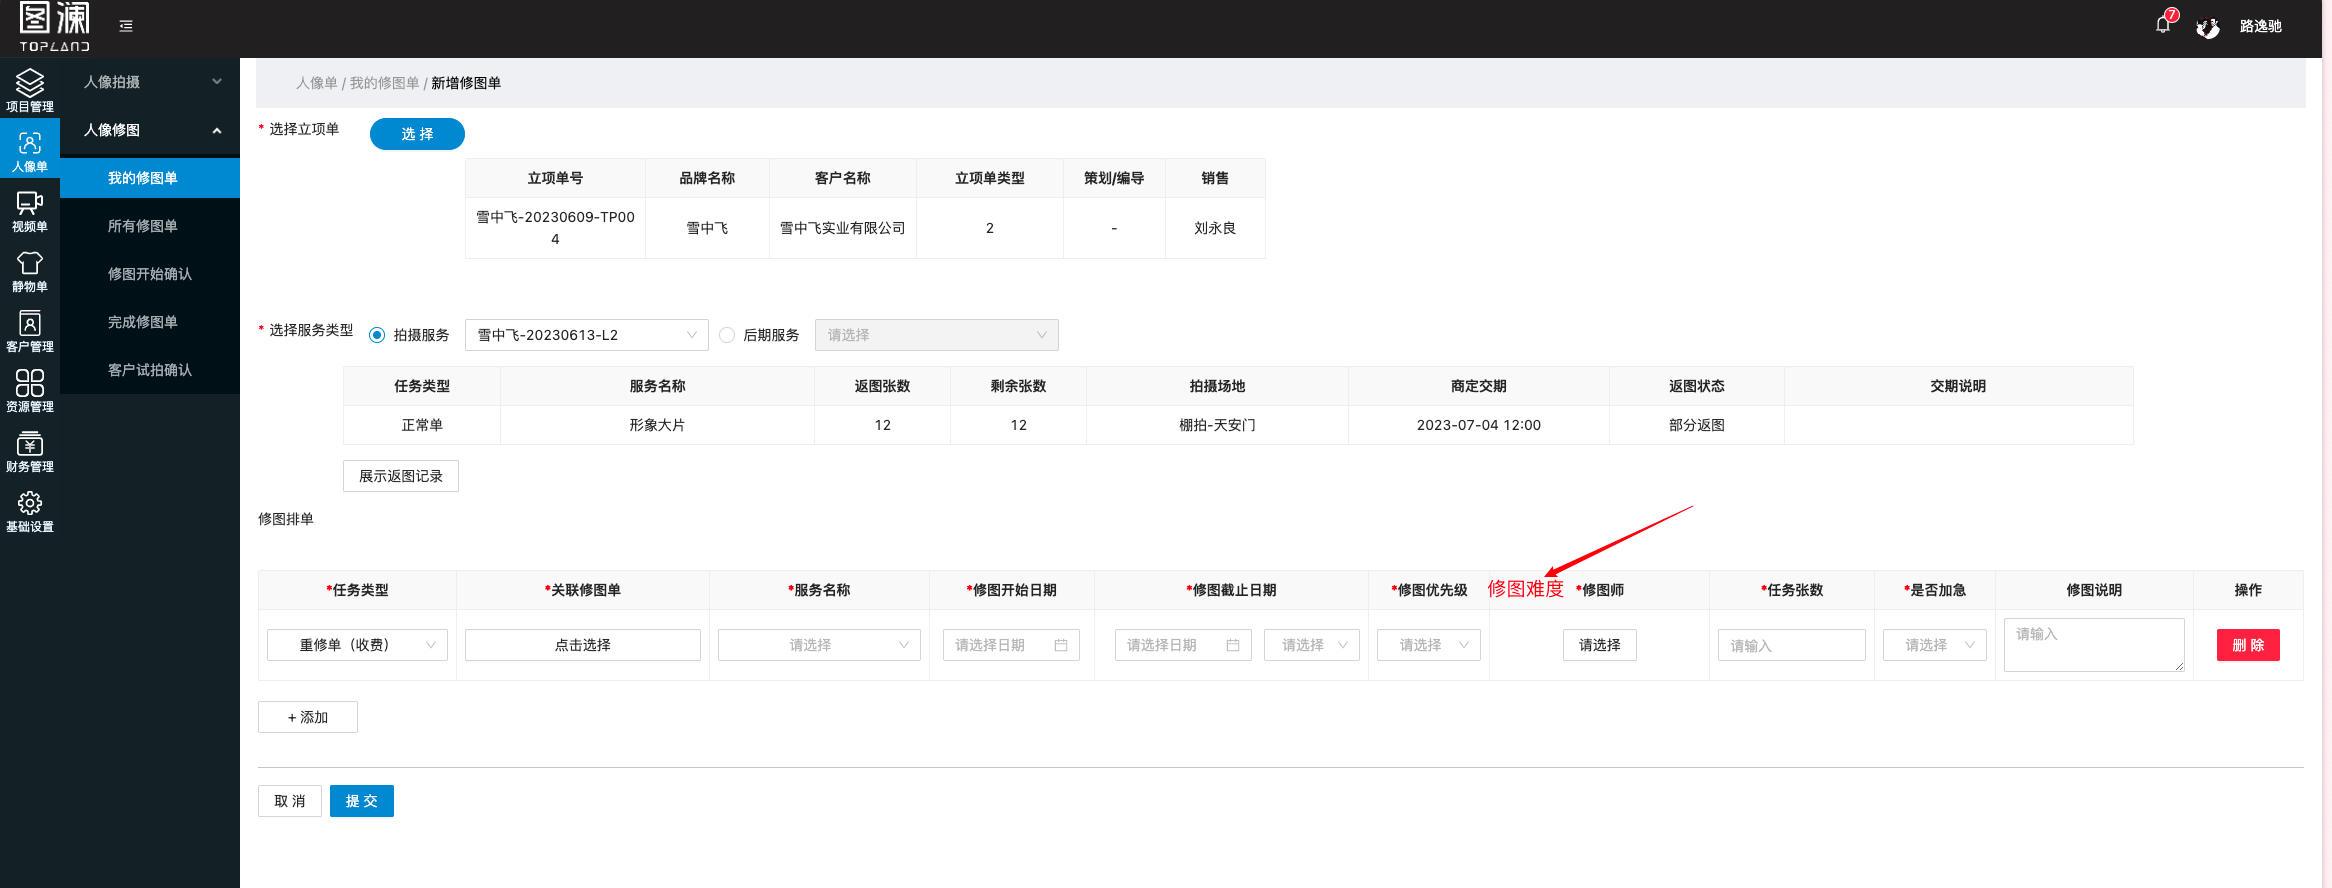 图澜
TOPLAND
7
路逸驰
项目管理
人像单
视频单
静物单
客户管理
资源管理
财务管理
基础设置
人像拍摄
人像修图
我的修图单
所有修图单
修图开始确认
完成修图单
客户试拍确认
人像单 / 我的修图单 / 新增修图单
* 选择立项单 选 择
立项单号 品牌名称 客户名称 立项单类型 策划/编导 销售
雪中飞-20230609-TP00
4 雪中飞 雪中飞实业有限公司 2 - 刘永良
* 选择服务类型 拍摄服务 雪中飞-20230613-L2 后期服务 请选择
任务类型 服务名称 返图张数 剩余张数 拍摄场地 商定交期 返图状态 交期说明
正常单 形象大片 12 12 棚拍-天安门 2023-07-04 12:00 部分返图
展示返图记录
修图排单
*任务类型 *关联修图单 *服务名称 *修图开始日期 *修图截止日期 *修图优先级 修图难度 *修图师 *任务张数 *是否加急 修图说明 操作
重修单（收费） 点击选择 请选择 请选择日期 请选择日期 请选择 请选择 请选择 请输入 请选择 请输入 删 除
+ 添加
取 消 提 交